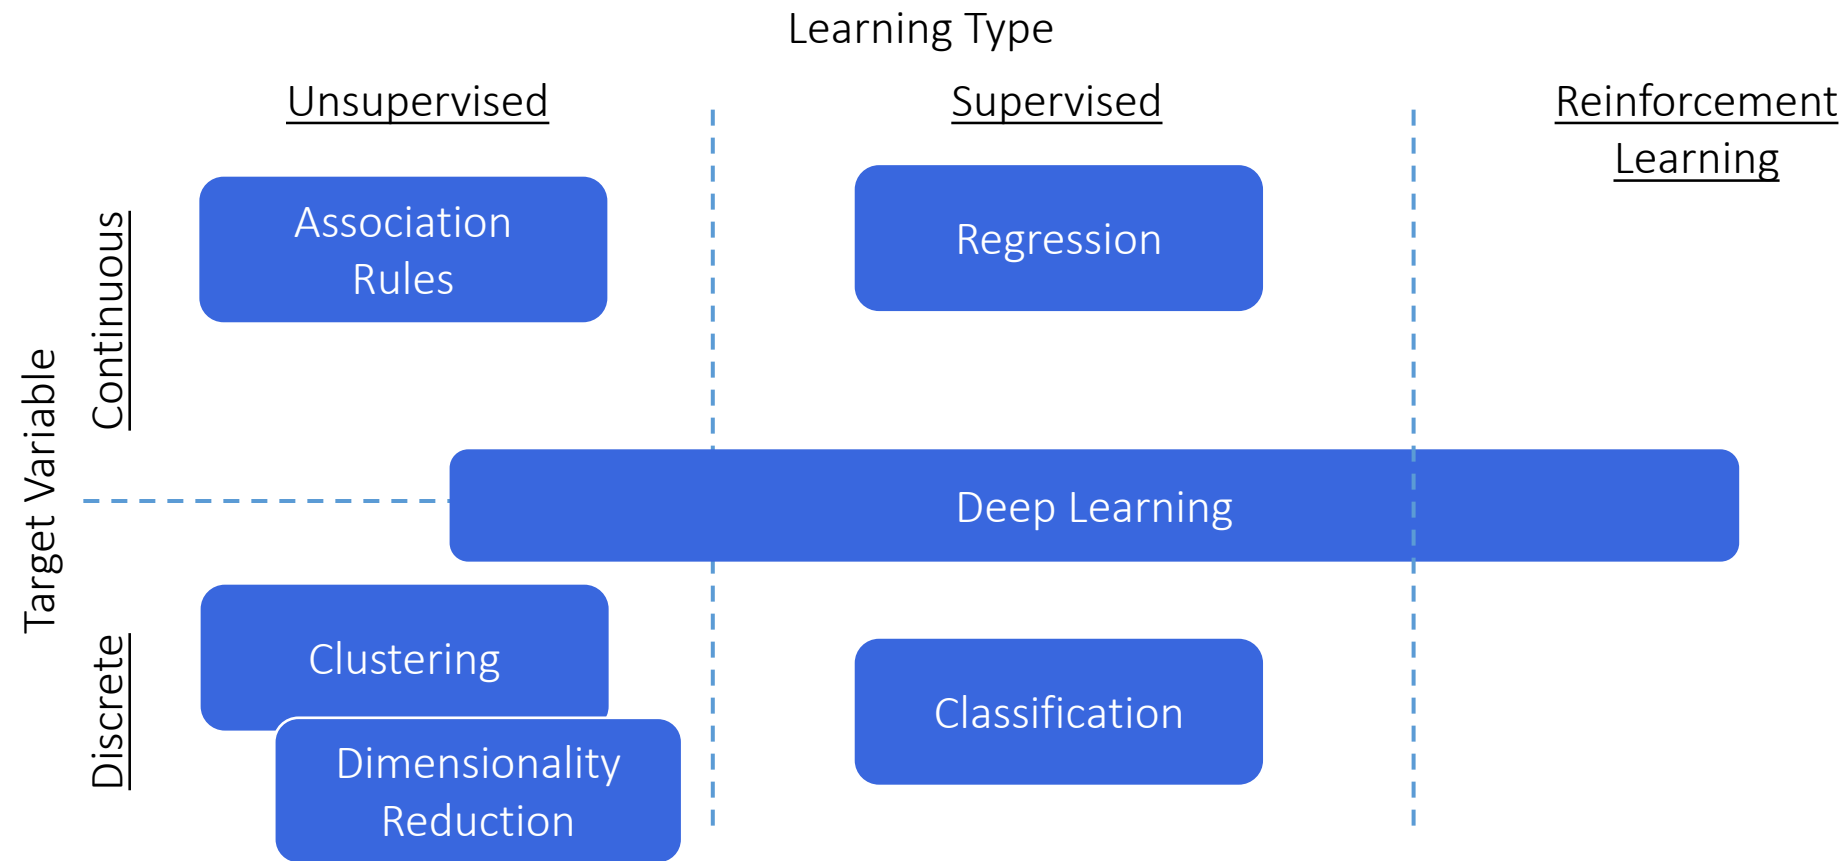 Learning Type
Unsupervised
Supervised
Reinforcement
Learning
Target Variable
Continuous
Association
Rules
Regression
Deep Learning
Discrete
Clustering
Dimensionality
Reduction
Classification